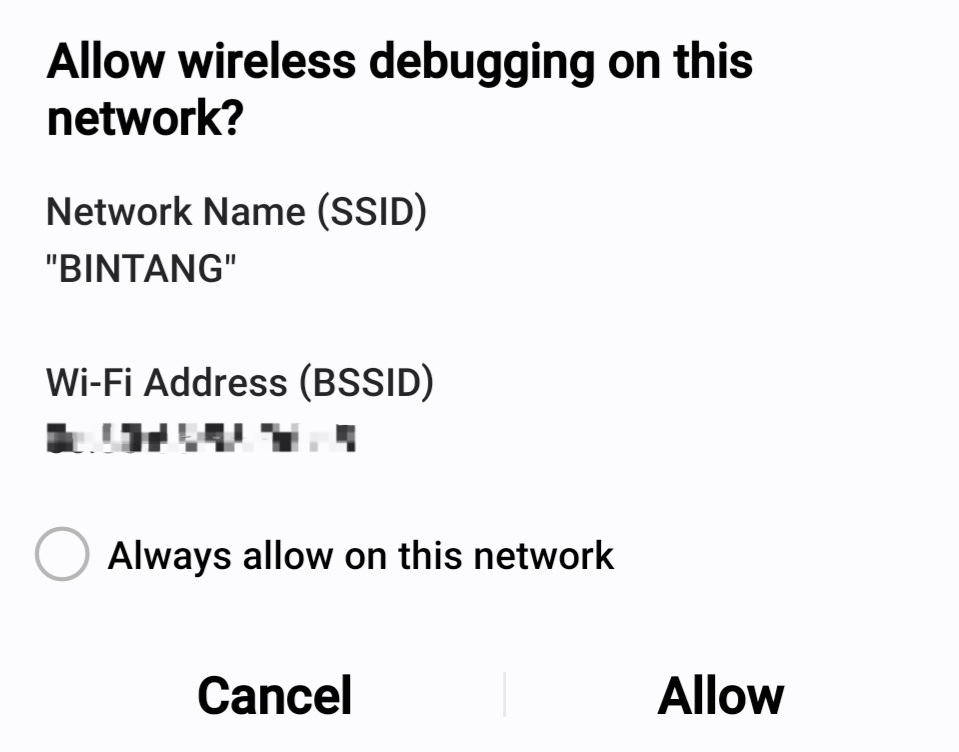 Allow wireless debugging on this
network?
Network Name (SSID)
"BINTANG"
Wi-Fi Address (BSSID)
Always allow on this network
Cancel
Allow